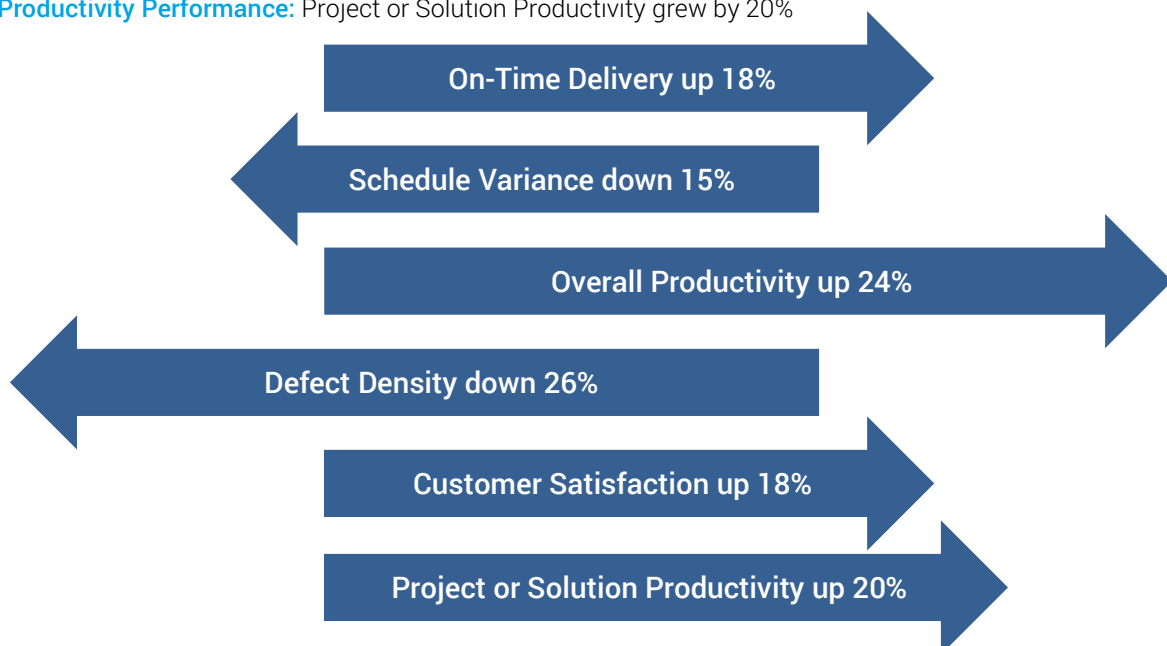 Productivity Performance: Project or Solution Productivity grew by 20%
On-Time Delivery up 18%
Schedule Variance down 15%
Overall Productivity up 24%
Defect Density down 26%
Customer Satisfaction up 18%
Project or Solution Productivity up 20%